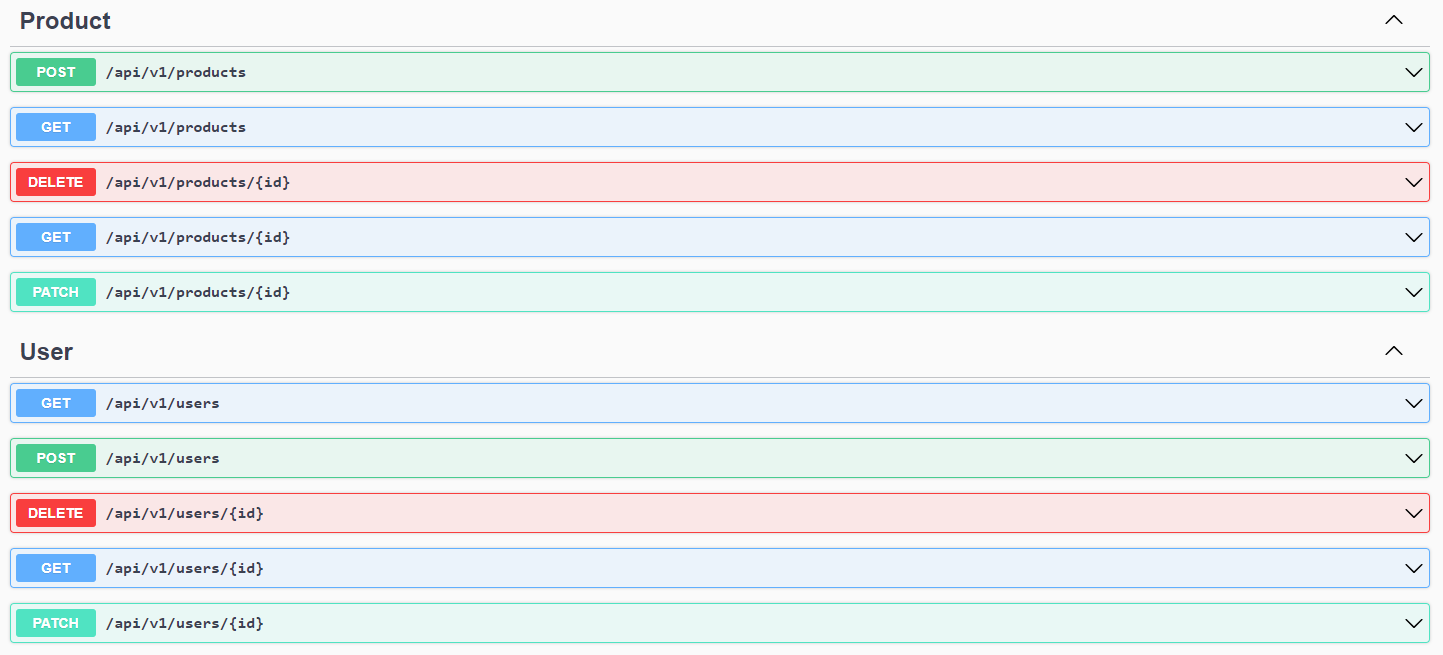 Product
POST /api/v1/products
GET /api/v1/products
DELETE /api/v1/products/{id}
GET /api/v1/products/{id}
PATCH /api/v1/products/{id}
User
GET /api/v1/users
POST /api/v1/users
DELETE /api/v1/users/{id}
GET /api/v1/users/{id}
PATCH /api/v1/users/{id}